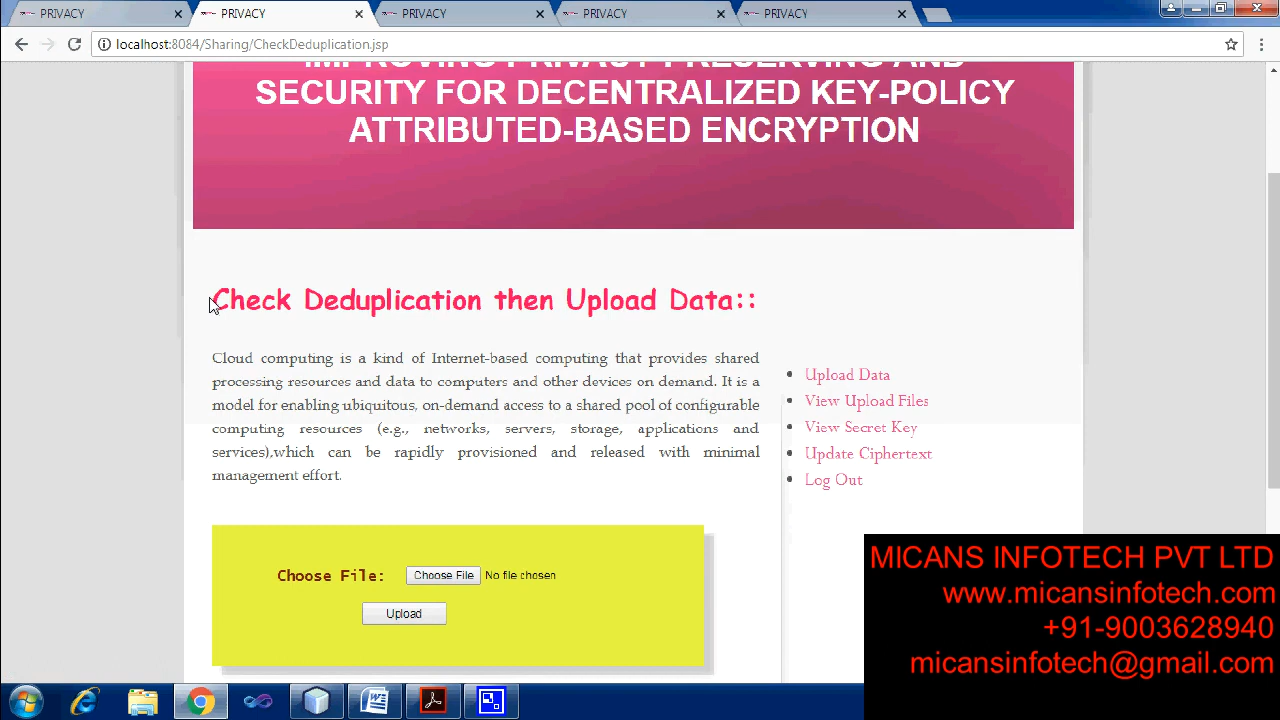 PRIVACY
PRIVACY
PRIVACY
PRIVACY
PRIVACY
localhost:8084/Sharing/CheckDeduplication.jsp
IMPROVING PRIVACY PRESERVING AND
SECURITY FOR DECENTRALIZED KEY-POLICY
ATTRIBUTED-BASED ENCRYPTION
Check Deduplication then Upload Data::
Cloud computing is a kind of Internet-based computing that provides shared
processing resources and data to computers and other devices on demand. It is a
model for enabling ubiquitous, on-demand access to a shared pool of configurable
computing resources (e.g., networks, servers, storage, applications and
services),which can be rapidly provisioned and released with minimal
management effort.
Upload Data
View Upload Files
View Secret Key
Update Ciphertext
Log Out
Choose File: Choose File No file chosen
Upload
MICANS INFOTECH PVT LTD
www.micansinfotech.com
+91-9003628940
micansinfotech@gmail.com